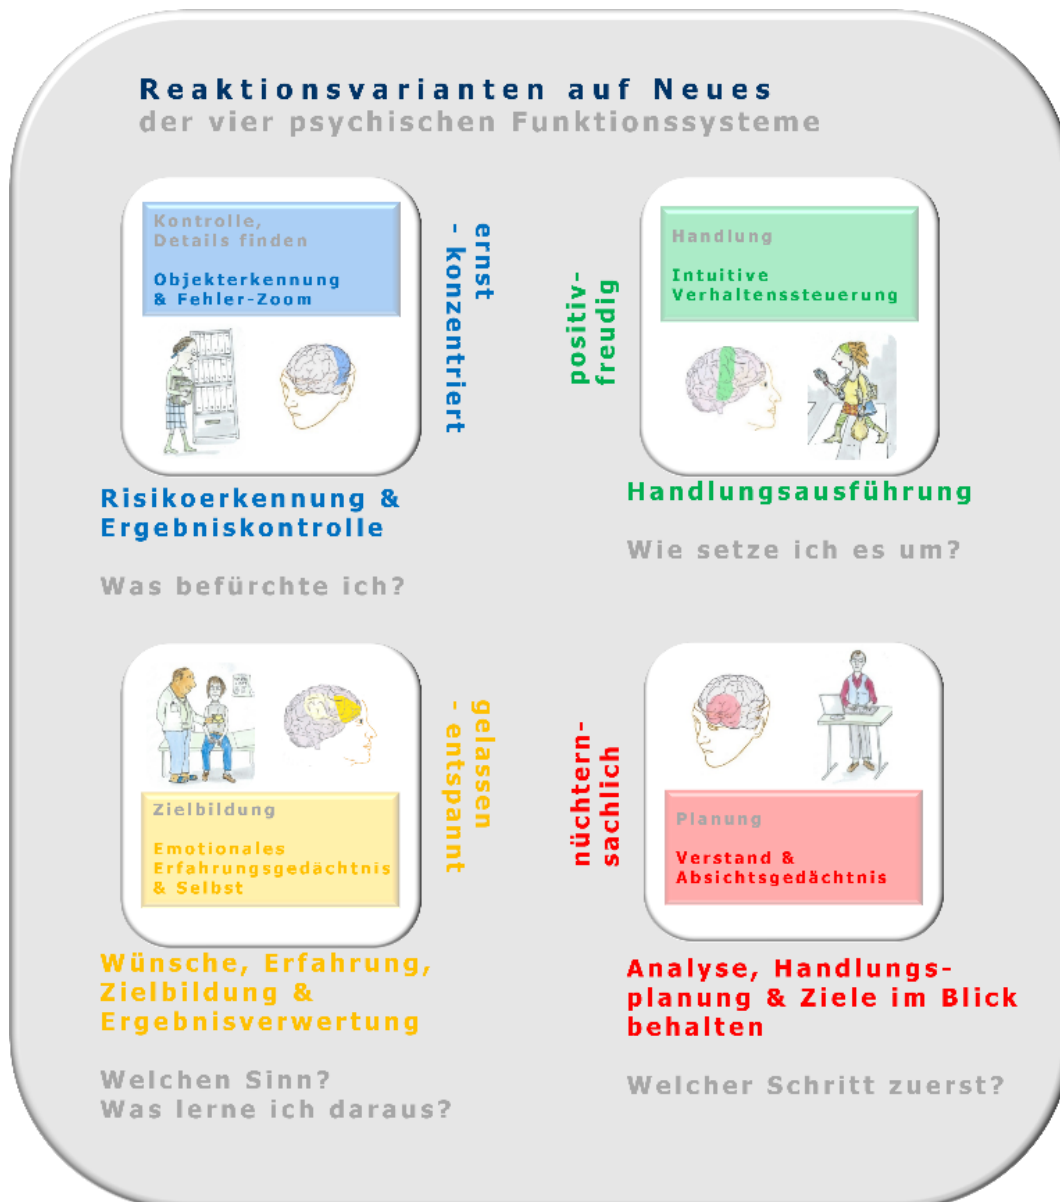 Reaktionsvarianten auf Neues
der vier psychischen Funktionssysteme
Kontrolle,
Details finden
Objekterkennung
& Fehler-Zoom
ernst
- konzentriert
Risikoerkennung &
Ergebniskontrolle
Was befürchte ich?
positiv-
freudig
Handlung
Intuitive
Verhaltenssteuerung
Handlungsausführung
Wie setze ich es um?
Zielbildung
Emotionales
Erfahrungsgedächtnis
& Selbst
gelassen
- entspannt
Wünsche, Erfahrung,
Zielbildung &
Ergebnisverwertung
Welchen Sinn?
Was lerne ich daraus?
nüchtern-
sachlich
Planung
Verstand &
Absichtsgedächtnis
Analyse, Handlungs-
planung & Ziele im Blick
behalten
Welcher Schritt zuerst?